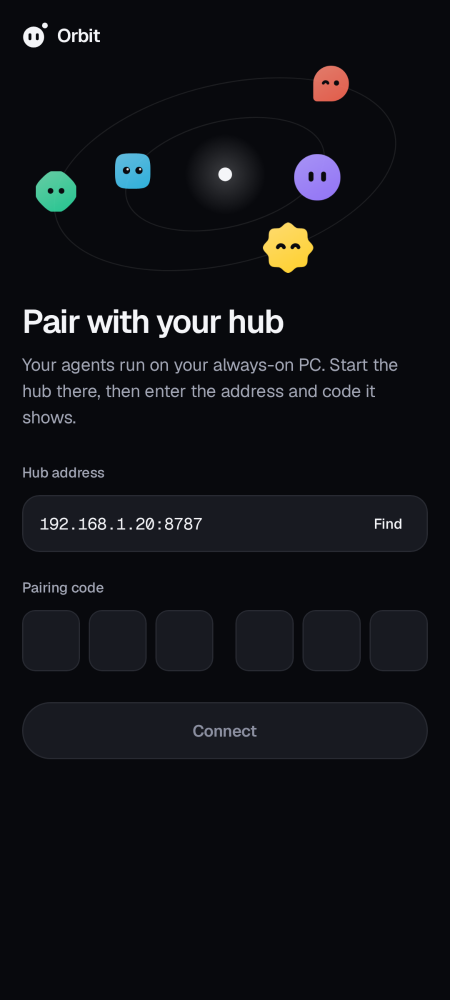 Orbit
Pair with your hub
Your agents run on your always-on PC. Start the
hub there, then enter the address and code it
shows.
Hub address
192.168.1.20:8787 Find
Pairing code
Connect